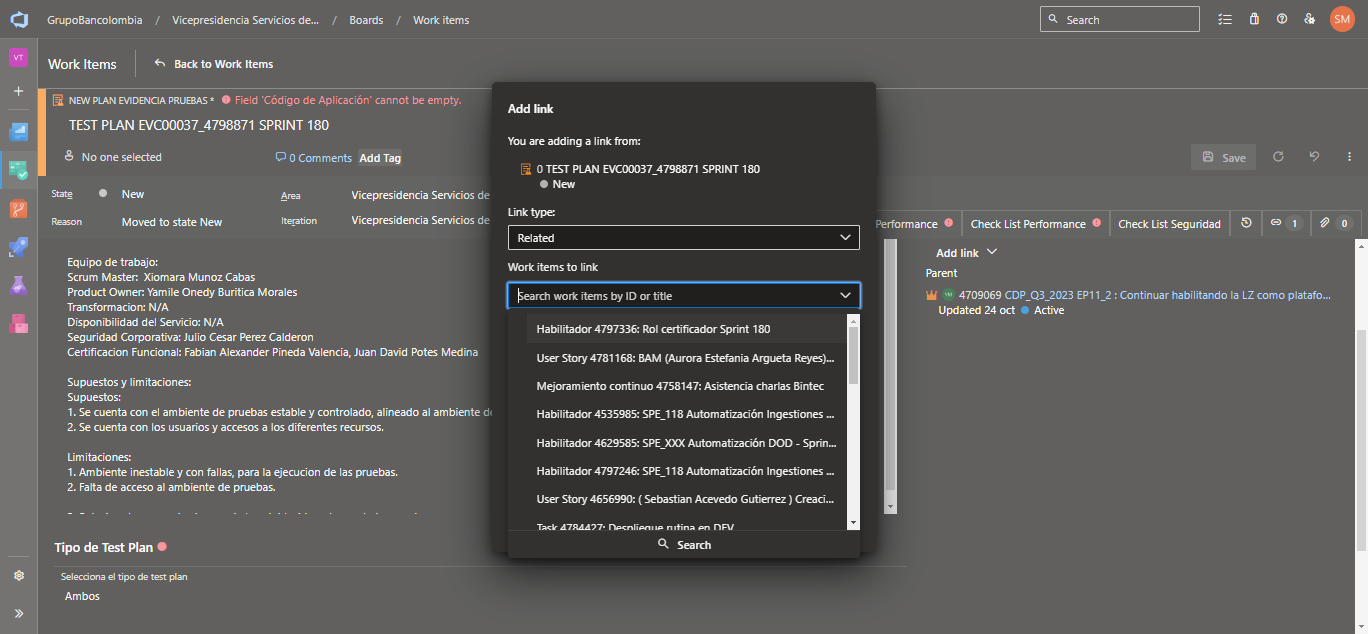 GrupoBancolombia / Vicepresidencia Servicios de... / Boards / Work items
Search
SM
VT
Work Items
Back to Work Items
NEW PLAN EVIDENCIA PRUEBAS * Field 'Código de Aplicación' cannot be empty.
TEST PLAN EVC00037_4798871 SPRINT 180
No one selected
0 Comments
Add Tag
Save
State
New
Area
Vicepresidencia Servicios de
Reason
Moved to state New
Iteration
Vicepresidencia Servicios de
Performance
Check List Performance
Check List Seguridad
1
0
Equipo de trabajo:
Scrum Master: Xiomara Munoz Cabas
Product Owner: Yamile Onedy Buritica Morales
Transformacion: N/A
Disponibilidad del Servicio: N/A
Seguridad Corporativa: Julio Cesar Perez Calderon
Certificacion Funcional: Fabian Alexander Pineda Valencia, Juan David Potes Medina
Supuestos y limitaciones:
Supuestos:
1. Se cuenta con el ambiente de pruebas estable y controlado, alineado al ambiente de
2. Se cuenta con los usuarios y accesos a los diferentes recursos.
Limitaciones:
1. Ambiente inestable y con fallas, para la ejecucion de las pruebas.
2. Falta de acceso al ambiente de pruebas.
Tipo de Test Plan
Selecciona el tipo de test plan
Ambos
Add link
You are adding a link from:
0 TEST PLAN EVC00037_4798871 SPRINT 180
New
Link type:
Related
Work items to link
Search work items by ID or title
Habilitador 4797336: Rol certificador Sprint 180
User Story 4781168: BAM (Aurora Estefania Argueta Reyes)...
Mejoramiento continuo 4758147: Asistencia charlas Bintec
Habilitador 4535985: SPE_118 Automatización Ingestiones ...
Habilitador 4629585: SPE_XXX Automatización DOD - Sprin...
Habilitador 4797246: SPE_118 Automatización Ingestiones ...
User Story 4656990: ( Sebastian Acevedo Gutierrez ) Creaci...
Task 4784427: Despliegue rutina en DEV
Search
Add link
Parent
4709069 CDP_Q3_2023 EP11_2 : Continuar habilitando la LZ como platafo...
Updated 24 oct
Active